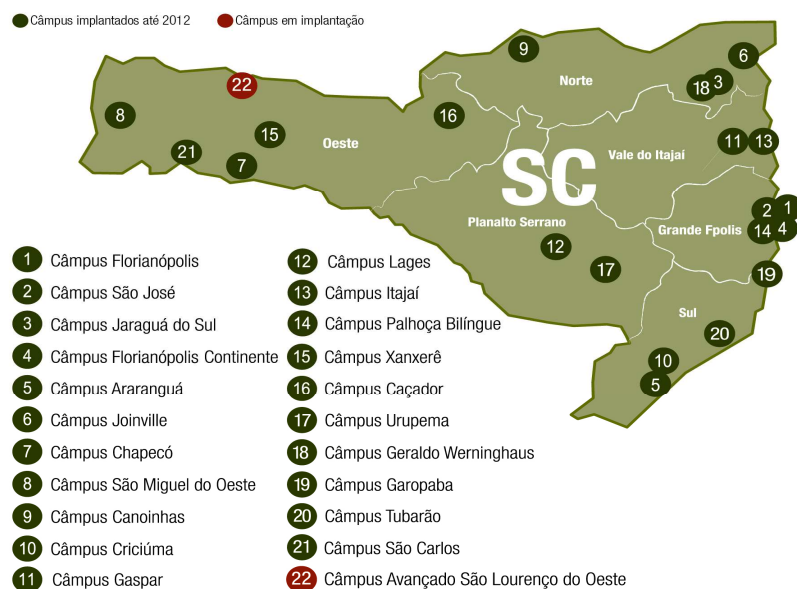 Câmpus implantados até 2012
Câmpus em implantação
9
6
Norte
22
3
18
8
16
15
Oeste
11
13
21
7
Vale do Itajaí
SC
1
2
Planalto Serrano
Grande Fpolis
14
4
12
17
19
Sul
20
10
5
1 Câmpus Florianópolis
2 Câmpus São José
3 Câmpus Jaraguá do Sul
4 Câmpus Florianópolis Continente
5 Câmpus Araranguá
6 Câmpus Joinville
7 Câmpus Chapecó
8 Câmpus São Miguel do Oeste
9 Câmpus Canoinhas
10 Câmpus Criciúma
11 Câmpus Gaspar
12 Câmpus Lages
13 Câmpus Itajaí
14 Câmpus Palhoça Bilíngue
15 Câmpus Xanxerê
16 Câmpus Caçador
17 Câmpus Urupema
18 Câmpus Geraldo Werninghaus
19 Câmpus Garopaba
20 Câmpus Tubarão
21 Câmpus São Carlos
22 Câmpus Avançado São Lourenço do Oeste